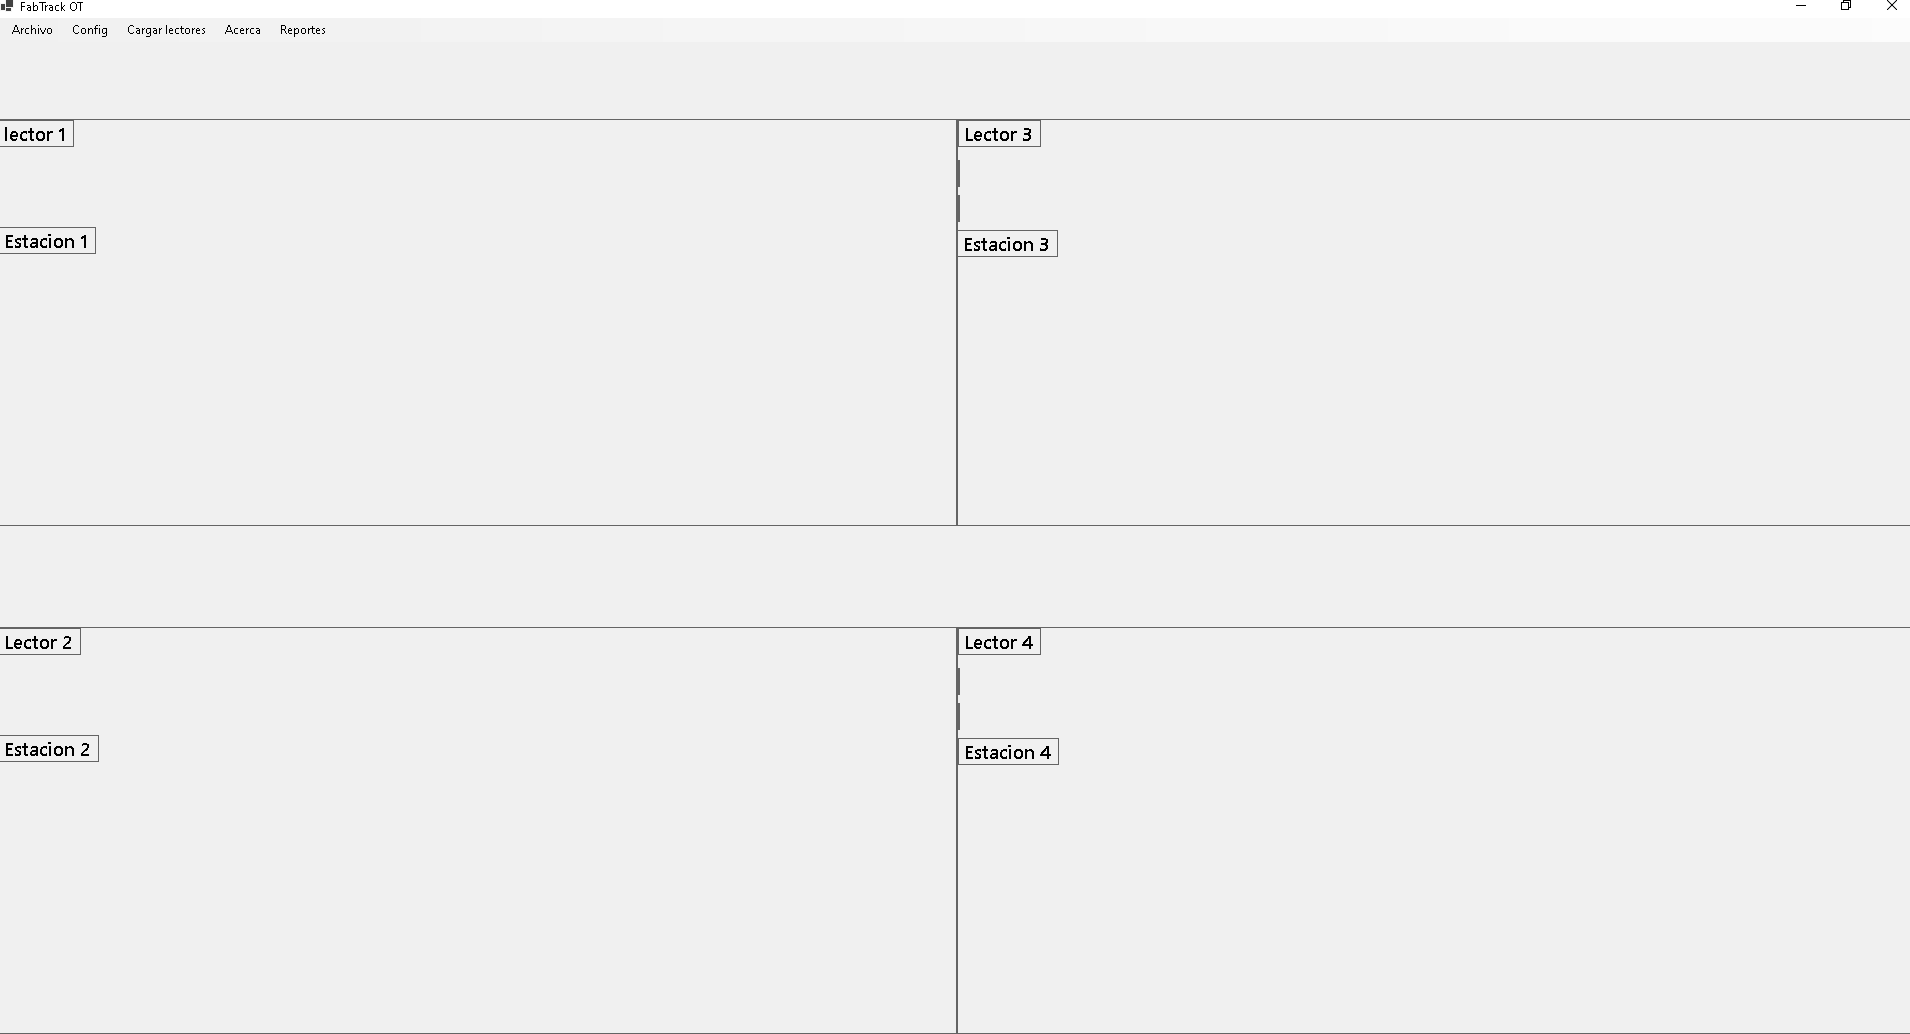 FabTrack OT
Archivo Config Cargar lectores Acerca Reportes
lector 1
Estacion 1
Lector 3
Estacion 3
Lector 2
Estacion 2
Lector 4
Estacion 4